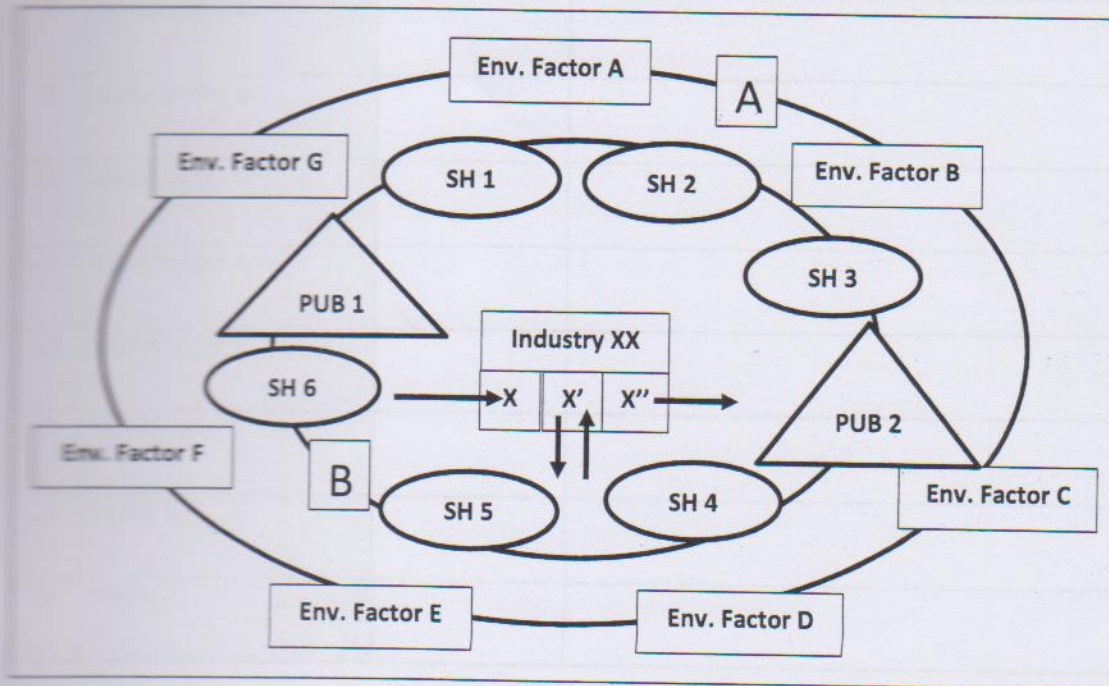 Env. Factor A
A
Env. Factor G
Env. Factor B
SH 1
SH 2
SH 3
PUB 1
Industry XX
X
X'
X"
SH 6
PUB 2
Env. Factor F
B
SH 5
SH 4
Env. Factor C
Env. Factor E
Env. Factor D